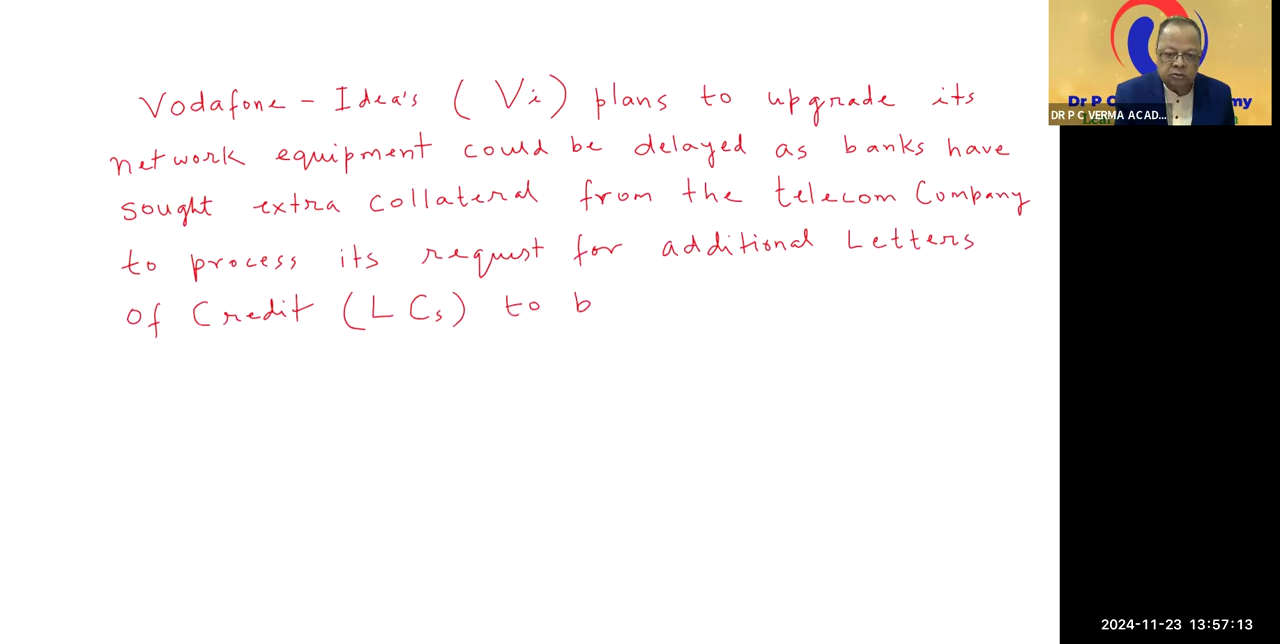 Vodafone - Idea's (Vi) plans to upgrade its
network equipment could be delayed as banks have
sought extra collateral from the telecom Company
to process its request for additional Letters
of Credit (LCs) to b
Dr P C
my
DR P C VERMA ACAD...
2024-11-23 13:57:13